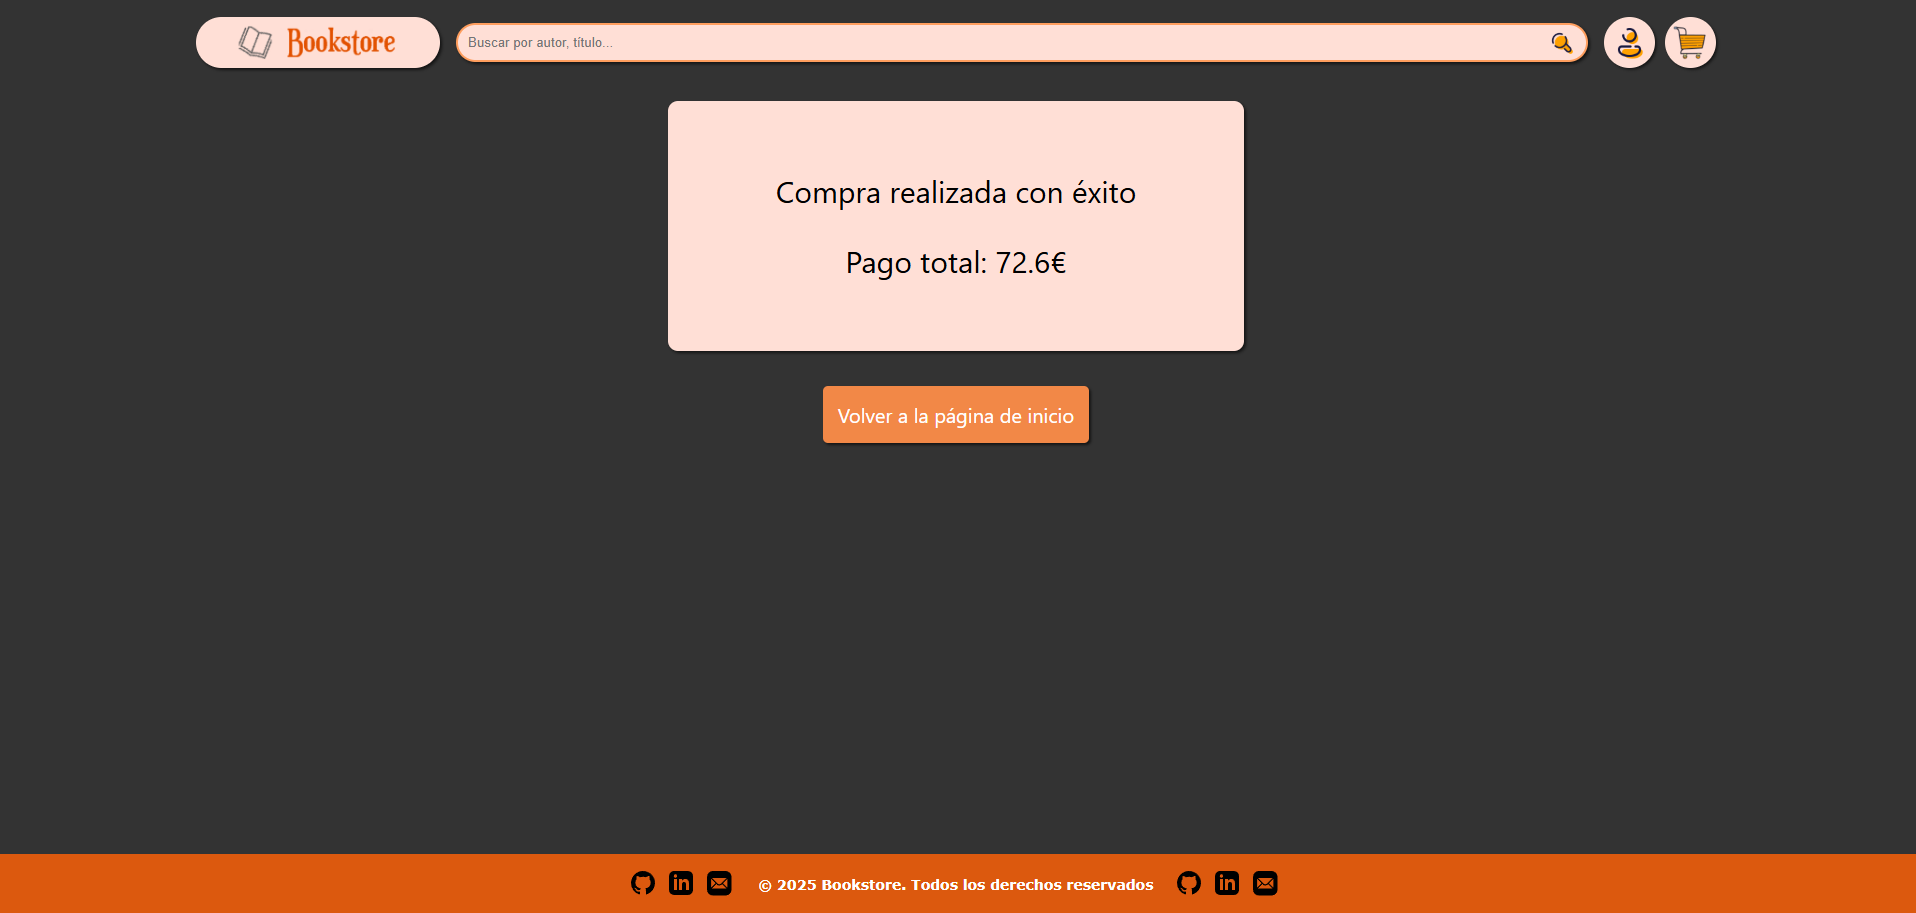 Bookstore
Buscar por autor, título...
Compra realizada con éxito
Pago total: 72.6€
Volver a la página de inicio
© 2025 Bookstore. Todos los derechos reservados